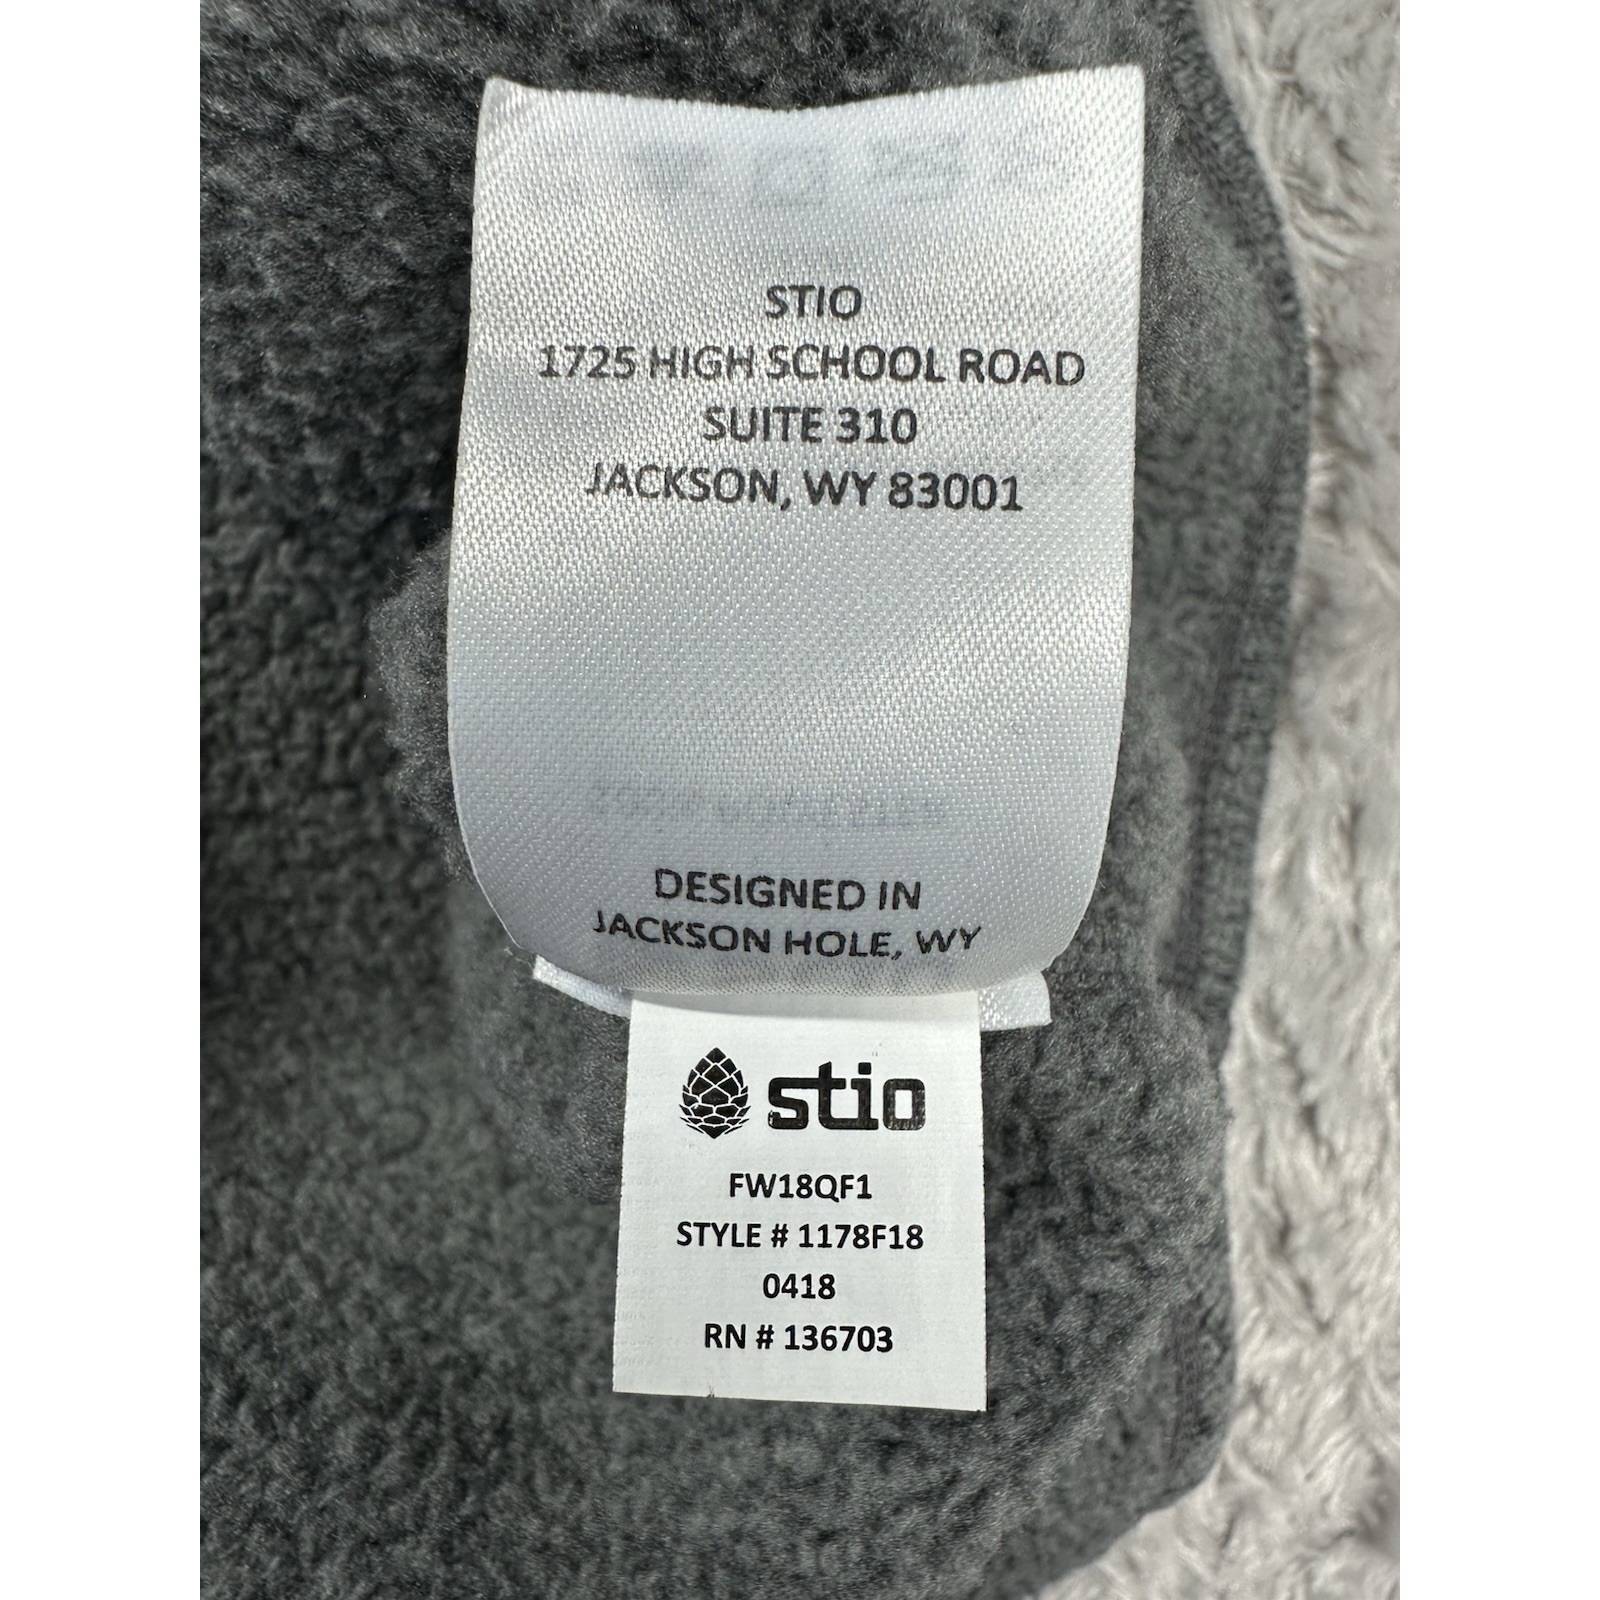 STIO
1725 HIGH SCHOOL ROAD
SUITE 310
JACKSON, WY 83001
DESIGNED IN
JACKSON HOLE, WY
stio
FW18QF1
STYLE # 1178F18
0418
RN # 136703